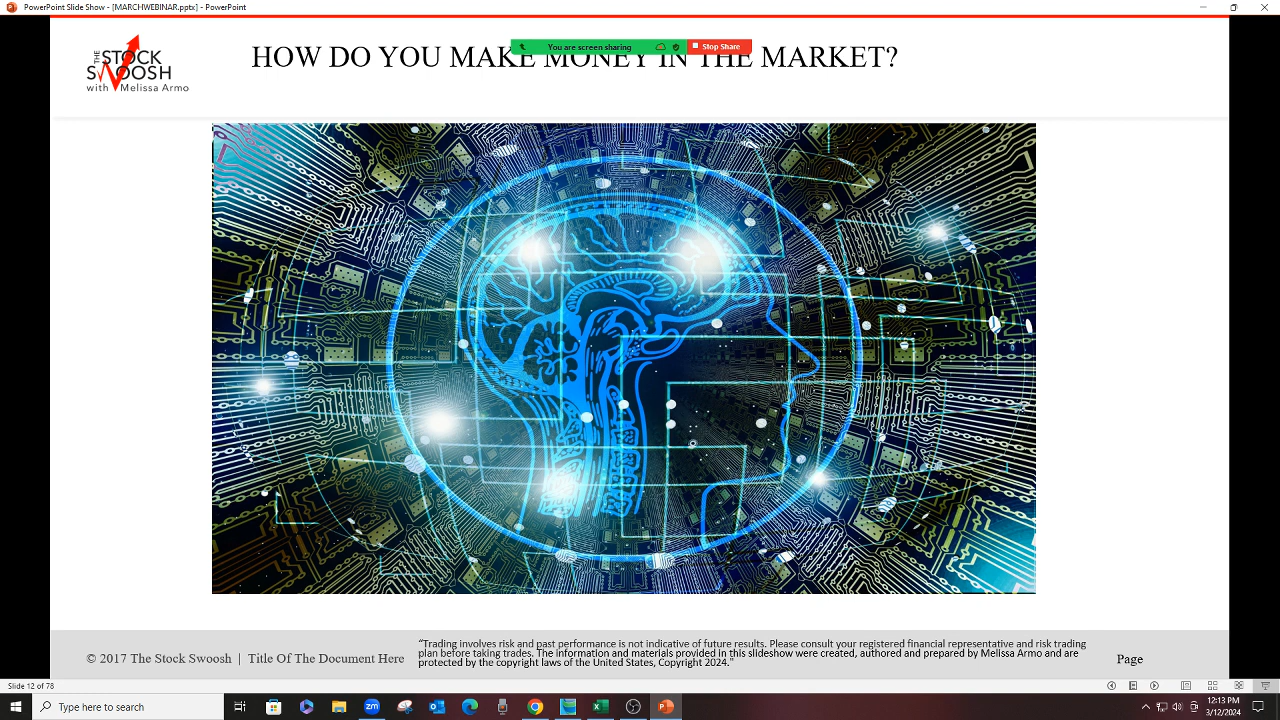 PowerPoint Slide Show - [MARCHWEBINAR.pptx] - PowerPoint
You are screen sharing
Stop Share
THE STOCK
SWOOSH
with Melissa Armo
HOW DO YOU MAKE MONEY IN THE MARKET?
© 2017 The Stock Swoosh | Title Of The Document Here
“Trading involves risk and past performance is not indicative of future results. Please consult your registered financial representative and risk trading
plan before taking trades. The information and materials provided in this slideshow were created, authored and prepared by Melissa Armo and are
protected by the copyright laws of the United States, Copyright 2024."
Page
Slide 12 of 78
Type here to search
zm
12:13 PM
3/12/2024